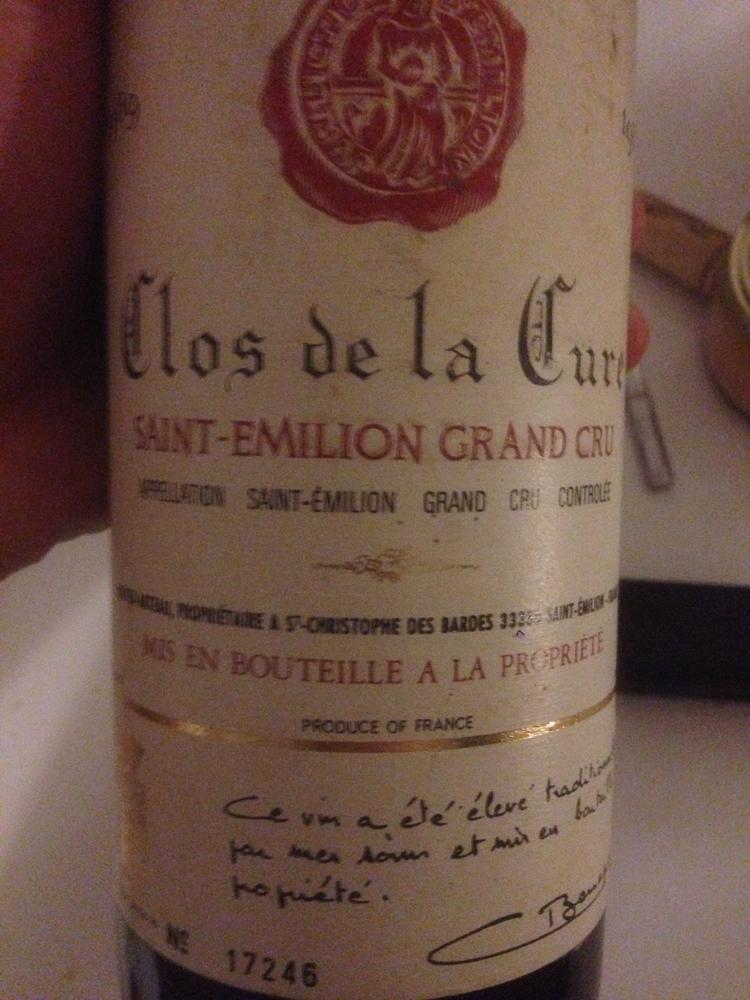 Clos de la Cure
SAINT-EMILION GRAND CRU
APPELLATION SAINT-ÉMILION GRAND CRU CONTROLÉE
PROPRIÉTAIRE A ST-CHRISTOPHE DES BARDES SAINT-ÉMILION
MIS EN BOUTEILLE A LA PROPRIÉTÉ
PRODUCE OF FRANCE
Ce vin a été élevé
par mes soins et mis en
propriété.
No 17246